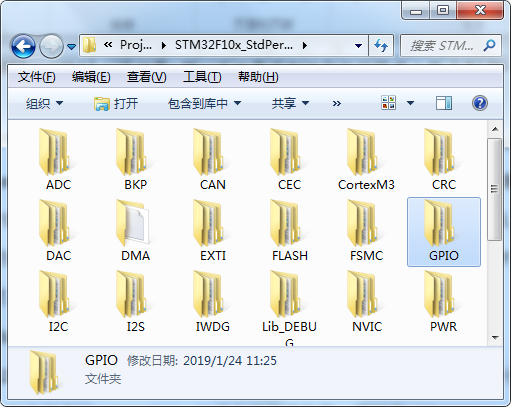 « Proj... ▸ STM32F10x_StdPer... ▸
搜索 STM...
文件(F) 编辑(E) 查看(V) 工具(T) 帮助(H)
组织 打开 包含到库中 共享 »
ADC BKP CAN CEC CortexM3 CRC
DAC DMA EXTI FLASH FSMC GPIO
I2C I2S IWDG Lib_DEBU
G NVIC PWR
GPIO 修改日期: 2019/1/24 11:25
文件夹